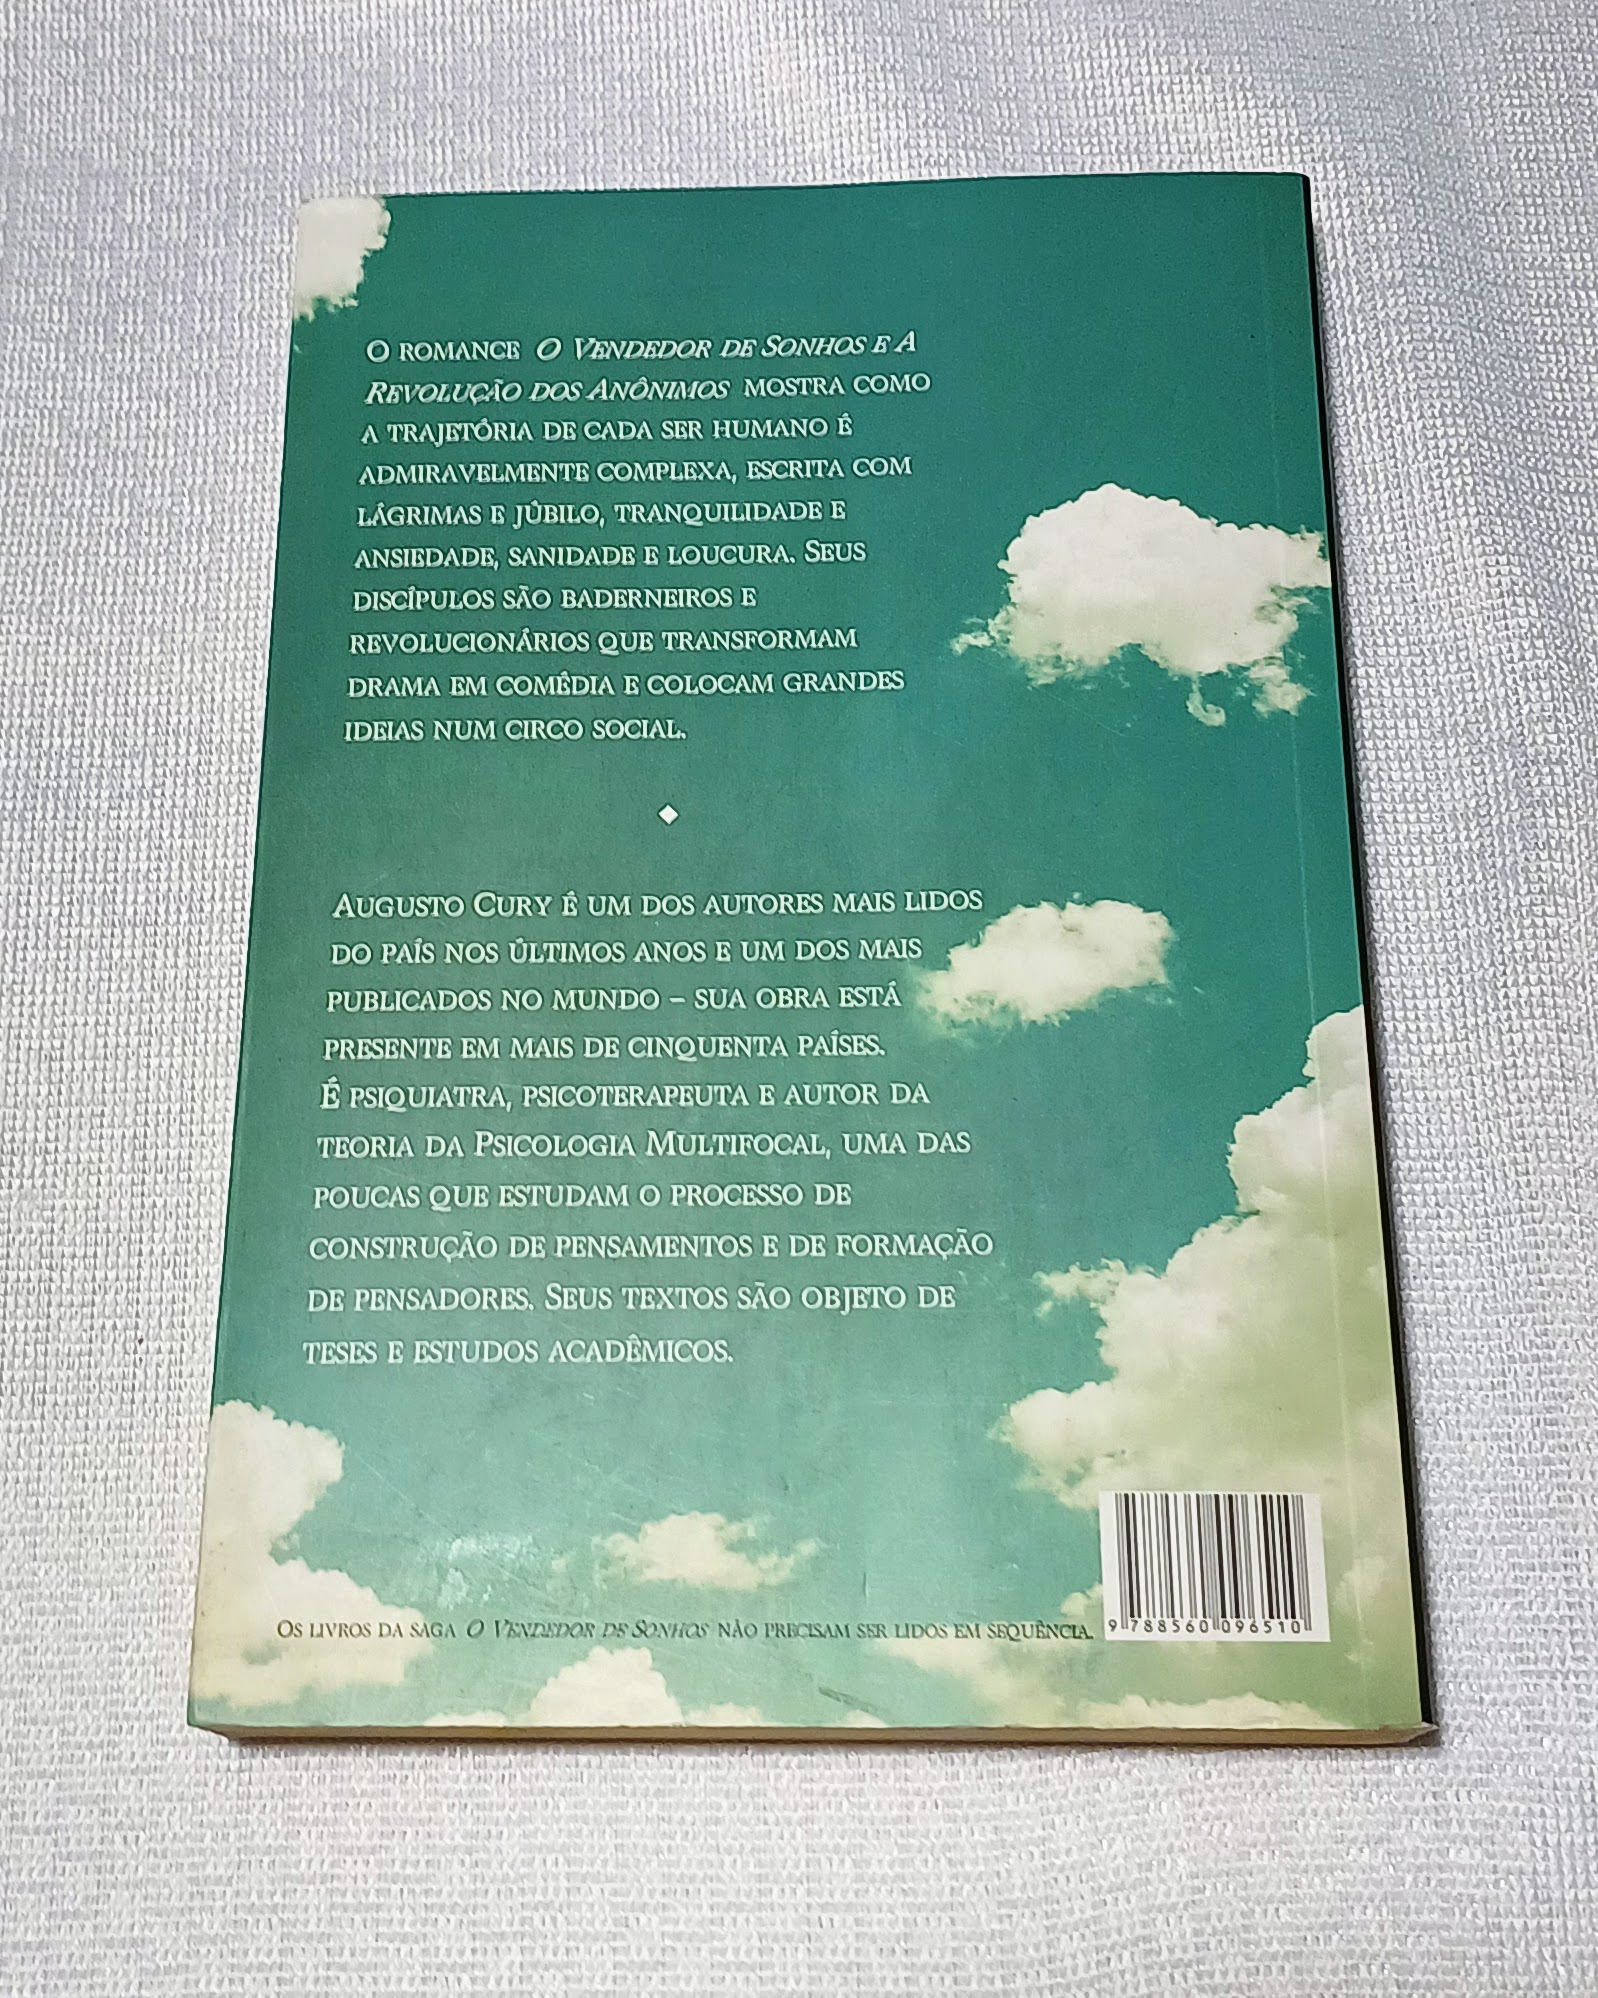 O ROMANCE O VENDEDOR DE SONHOS E A
REVOLUÇÃO DOS ANÔNIMOS MOSTRA COMO
A TRAJETÓRIA DE CADA SER HUMANO É
ADMIRAVELMENTE COMPLEXA, ESCRITA COM
LÁGRIMAS E JÚBILO, TRANQUILIDADE E
ANSIEDADE, SANIDADE E LOUCURA. SEUS
DISCÍPULOS SÃO BADERNEIROS E
REVOLUCIONÁRIOS QUE TRANSFORMAM
DRAMA EM COMÉDIA E COLOCAM GRANDES
IDEIAS NUM CIRCO SOCIAL.
AUGUSTO CURY É UM DOS AUTORES MAIS LIDOS
DO PAÍS NOS ÚLTIMOS ANOS E UM DOS MAIS
PUBLICADOS NO MUNDO – SUA OBRA ESTÁ
PRESENTE EM MAIS DE CINQUENTA PAÍSES.
É PSIQUIATRA, PSICOTERAPEUTA E AUTOR DA
TEORIA DA PSICOLOGIA MULTIFOCAL, UMA DAS
POUCAS QUE ESTUDAM O PROCESSO DE
CONSTRUÇÃO DE PENSAMENTOS E DE FORMAÇÃO
DE PENSADORES. SEUS TEXTOS SÃO OBJETO DE
TESES E ESTUDOS ACADÊMICOS.
OS LIVROS DA SAGA O VENDEDOR DE SONHOS NÃO PRECISAM SER LIDOS EM SEQUÊNCIA.
9 788560 096510